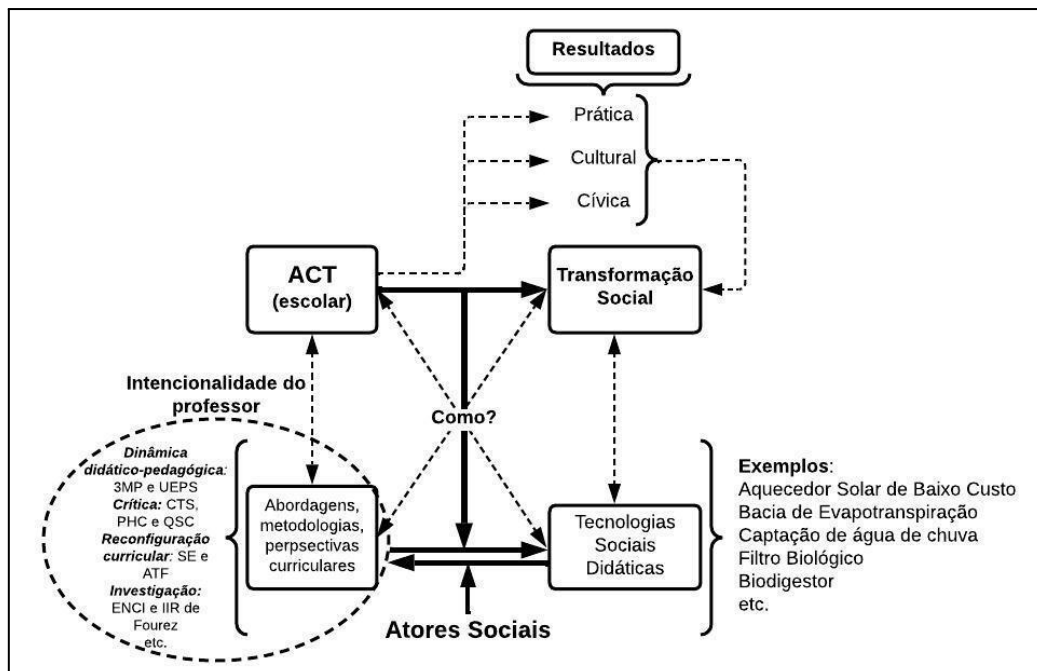 Resultados
Prática
Cultural
Cívica
ACT
(escolar)
Transformação
Social
Intencionalidade do
professor
Como?
Dinâmica
didático-pedagógica:
3MP e UEPS
Crítica: CTS,
PHC e QSC
Reconfiguração
curricular: SE e
ATF
Investigação:
ENCI e IIR de
Fourez
etc.
Abordagens,
metodologias,
perpsectivas
curriculares
Tecnologias
Sociais
Didáticas
Exemplos:
Aquecedor Solar de Baixo Custo
Bacia de Evapotranspiração
Captação de água de chuva
Filtro Biológico
Biodigestor
etc.
Atores Sociais